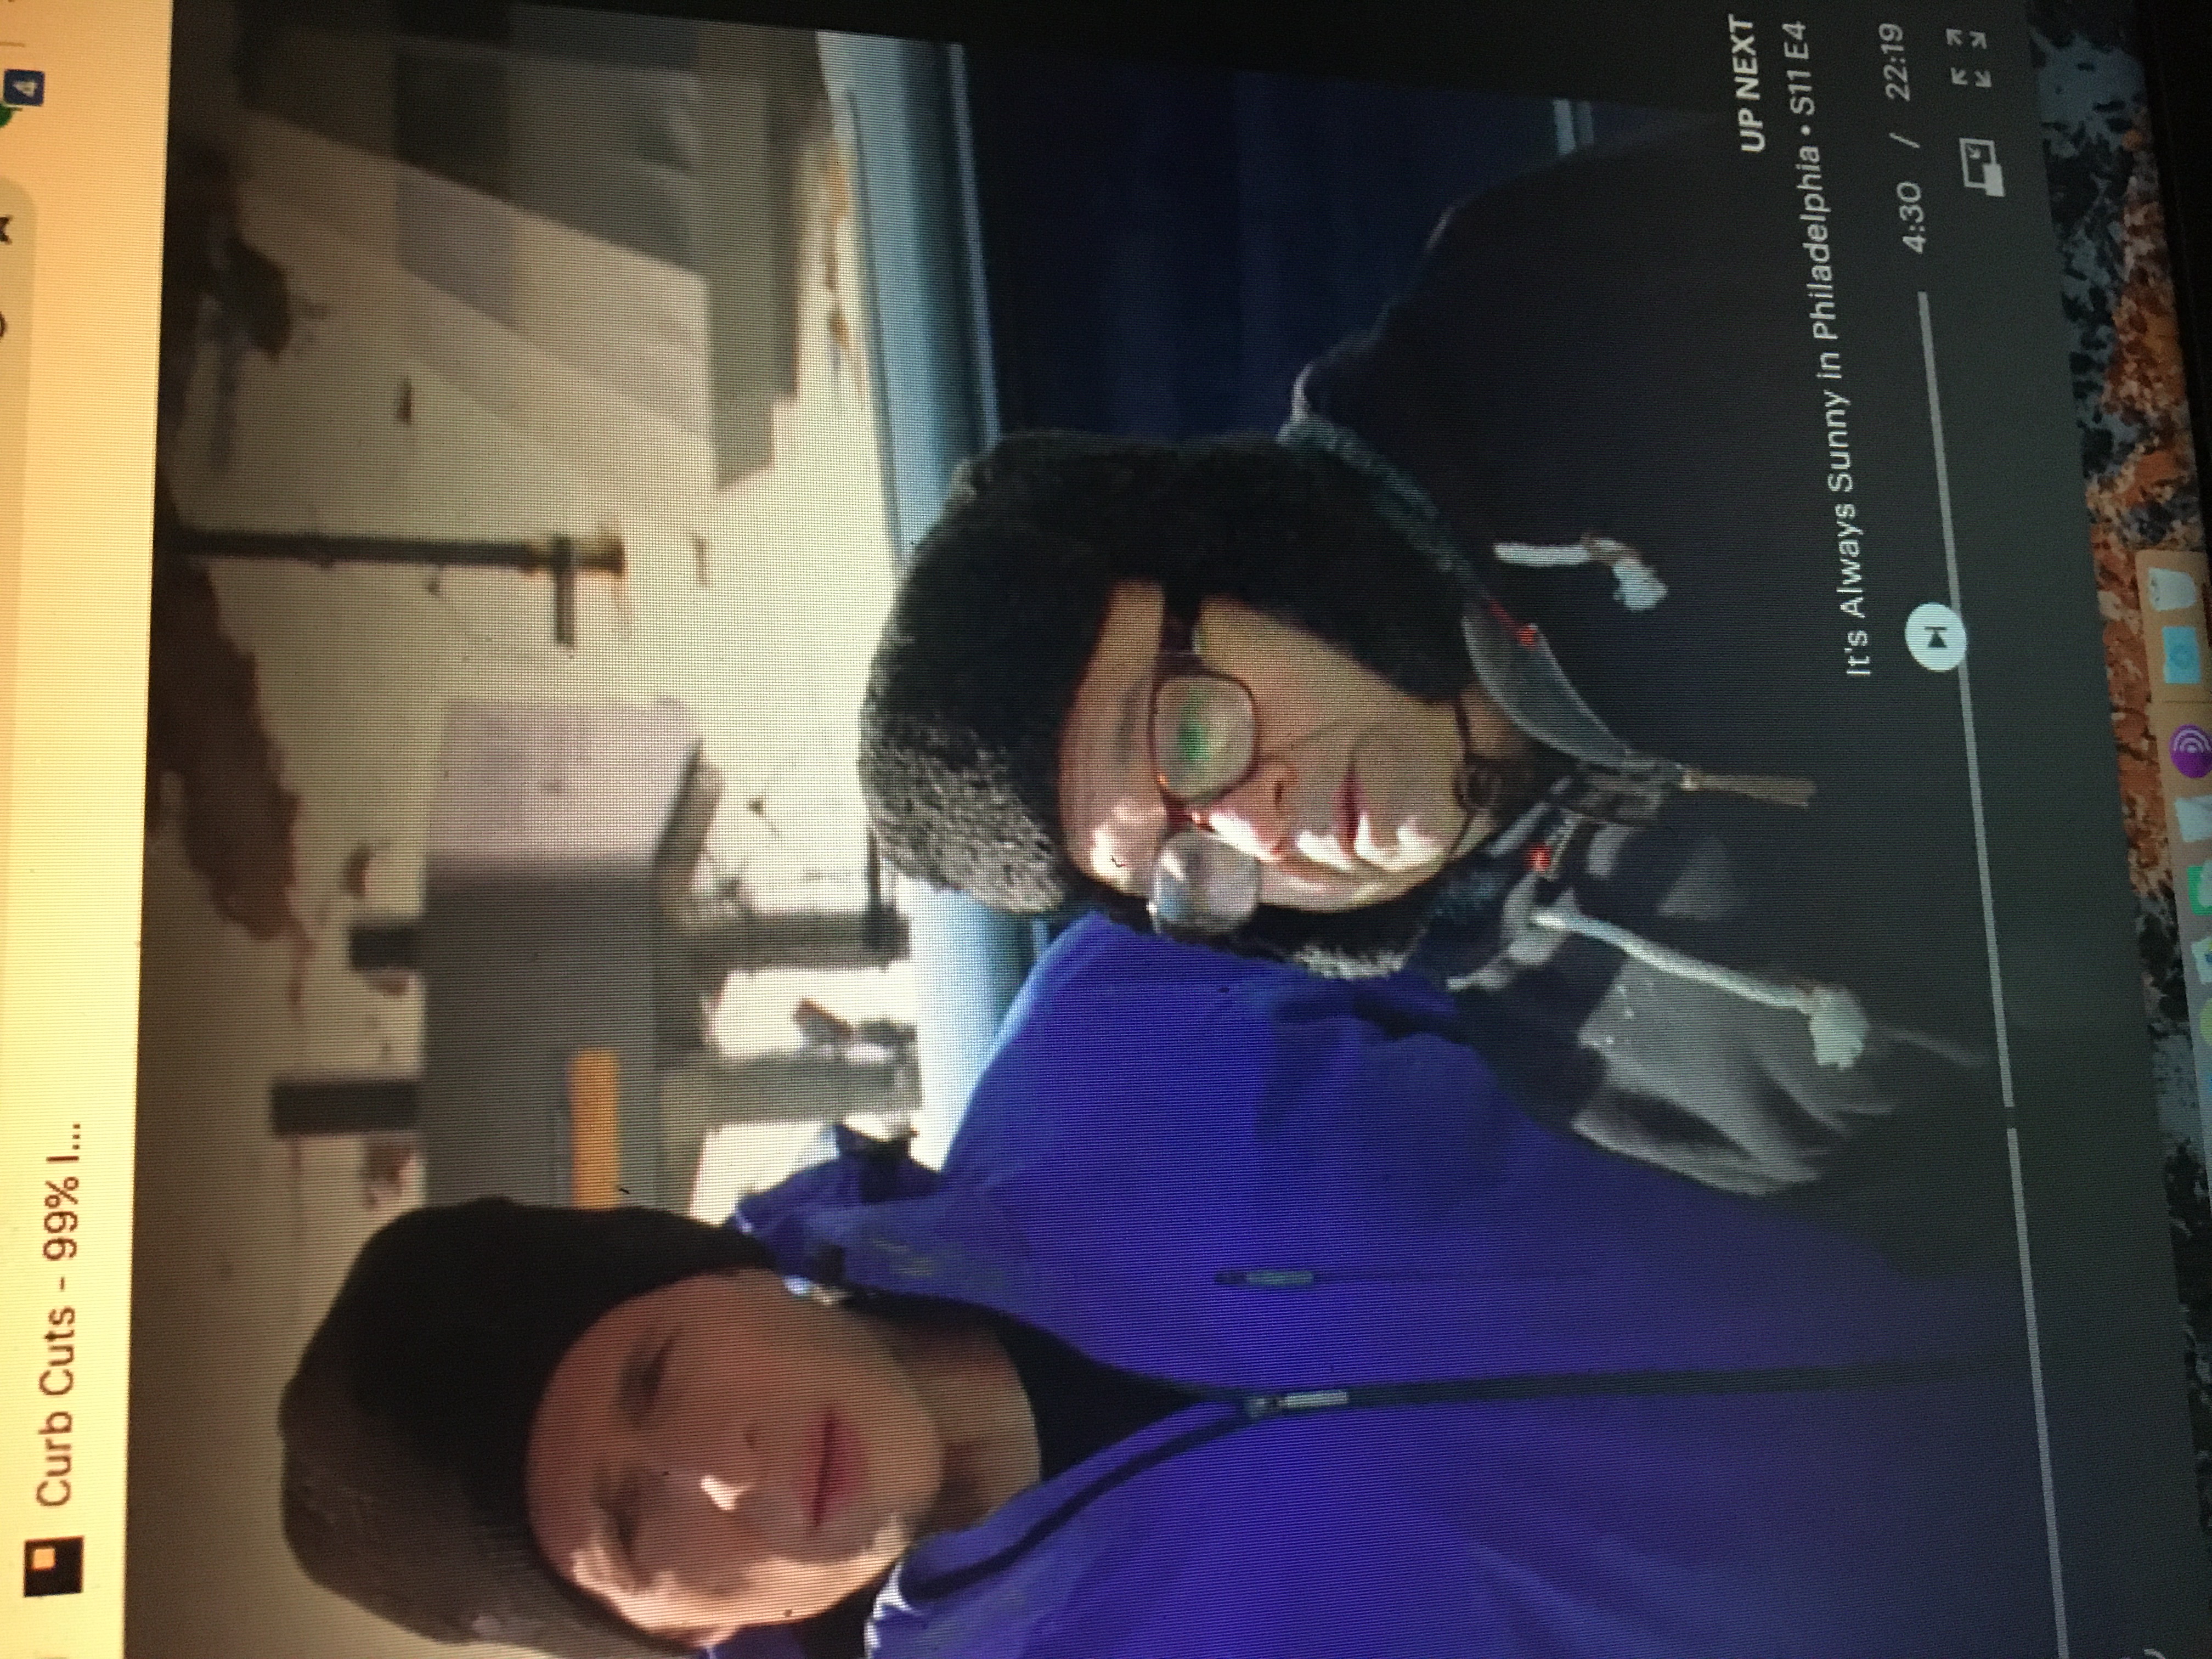 4
Curb Cuts - 99% I...
UP NEXT
It's Always Sunny in Philadelphia • S11 E4
4:30 / 22:19